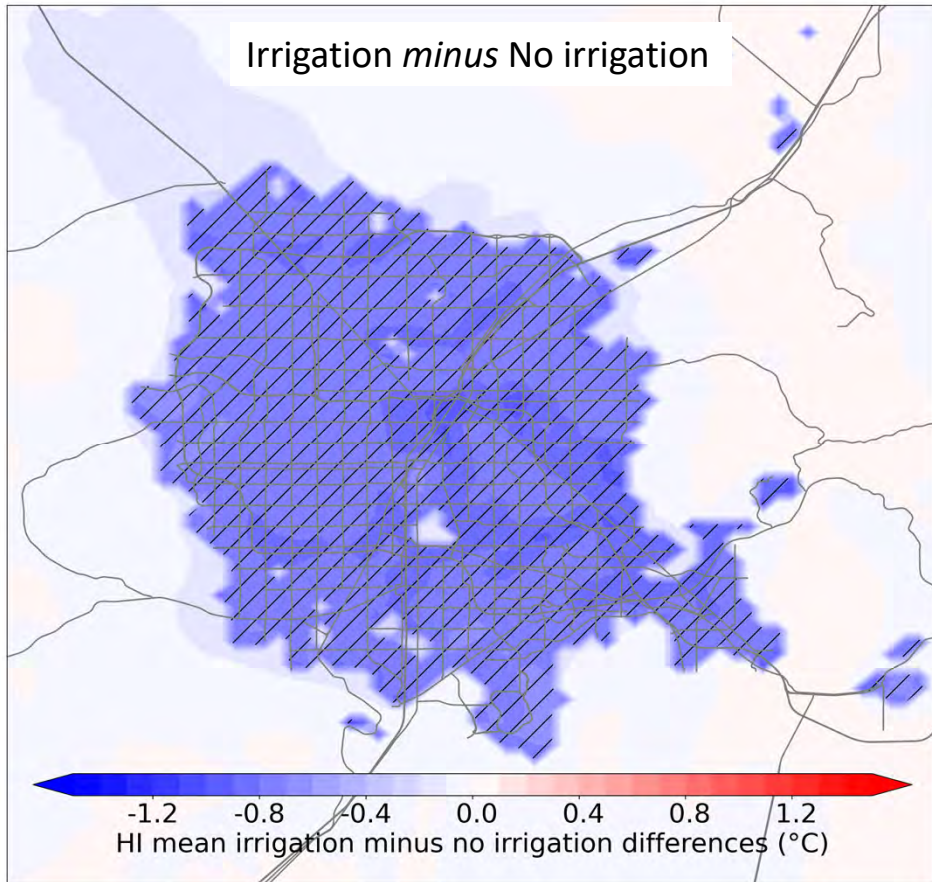 Irrigation minus No irrigation
-1.2 -0.8 -0.4 0.0 0.4 0.8 1.2
HI mean irrigation minus no irrigation differences (°C)